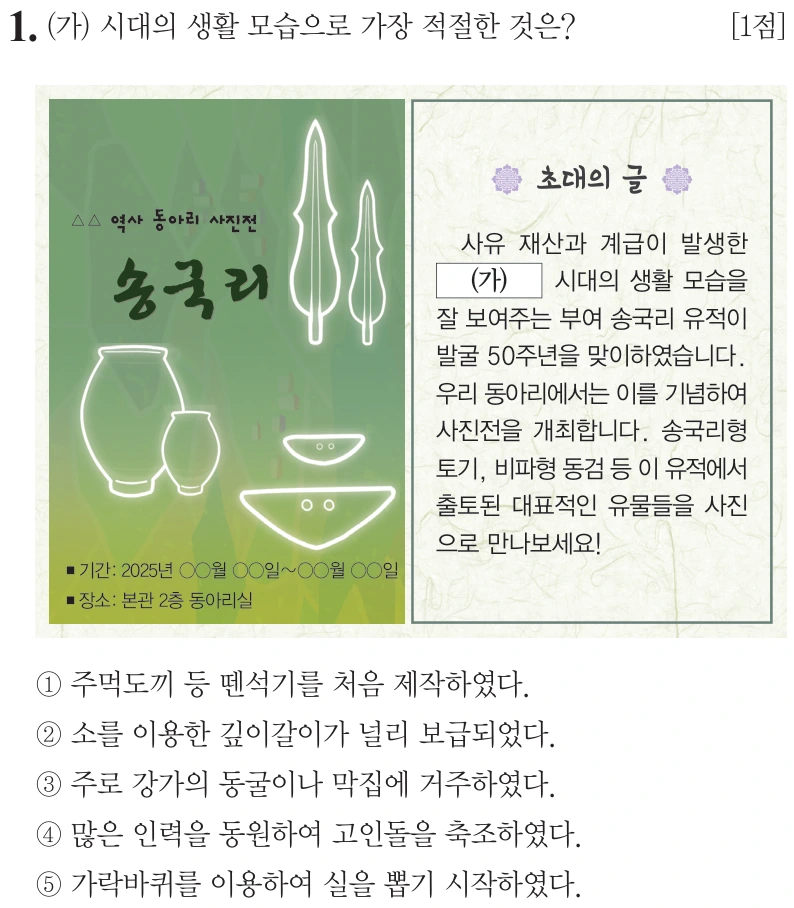 1. (가) 시대의 생활 모습으로 가장 적절한 것은? [1점]
△△ 역사 동아리 사진전
송국리
■ 기간: 2025년 ○○월 ○○일~○○월 ○○일
■ 장소: 본관 2층 동아리실
초대의 글
사유 재산과 계급이 발생한
(가) 시대의 생활 모습을
잘 보여주는 부여 송국리 유적이
발굴 50주년을 맞이하였습니다.
우리 동아리에서는 이를 기념하여
사진전을 개최합니다. 송국리형
토기, 비파형 동검 등 이 유적에서
출토된 대표적인 유물들을 사진
으로 만나보세요!
① 주먹도끼 등 뗀석기를 처음 제작하였다.
② 소를 이용한 깊이갈이가 널리 보급되었다.
③ 주로 강가의 동굴이나 막집에 거주하였다.
④ 많은 인력을 동원하여 고인돌을 축조하였다.
⑤ 가락바퀴를 이용하여 실을 뽑기 시작하였다.